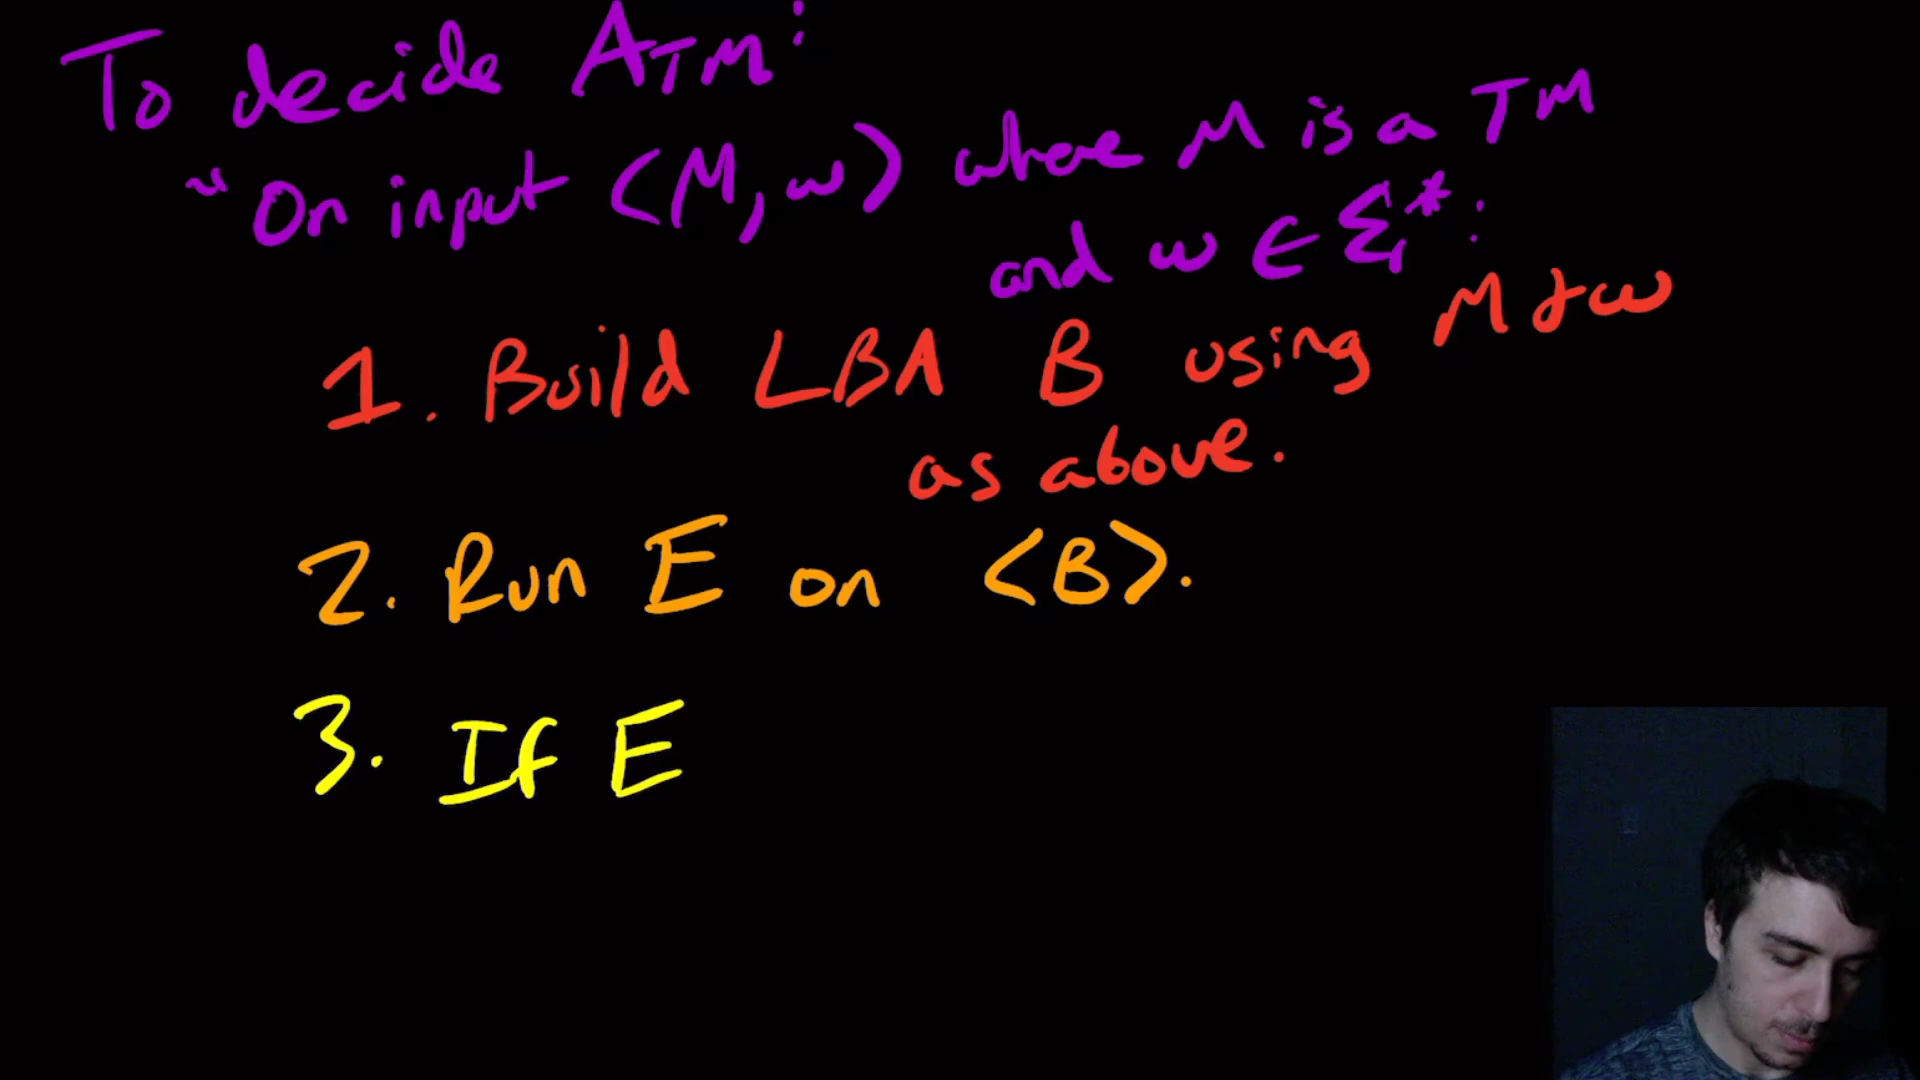 To decide ATM:
"On input ⟨M, w⟩ where M is a TM
and w ∈ Σ*:
1. Build LBA B using M & w
as above.
2. Run E on <B>.
3. If E